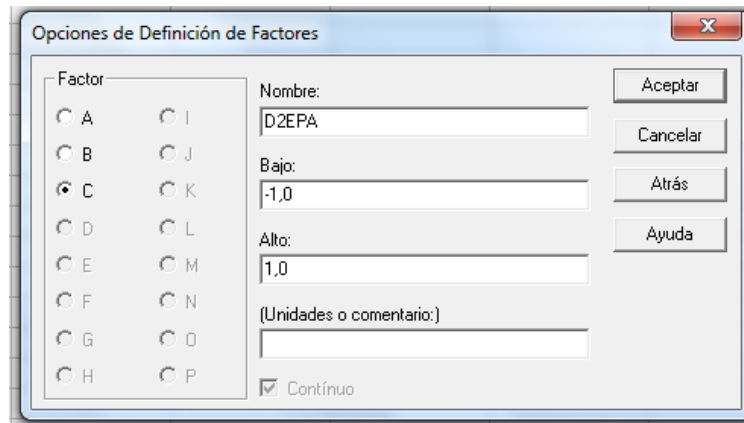 Opciones de Definición de Factores
Factor
A
I
B
J
C
K
D
L
E
M
F
N
G
O
H
P
Nombre:
D2EPA
Bajo:
-1,0
Alto:
1,0
(Unidades o comentario:)
Contínuo
Aceptar
Cancelar
Atrás
Ayuda